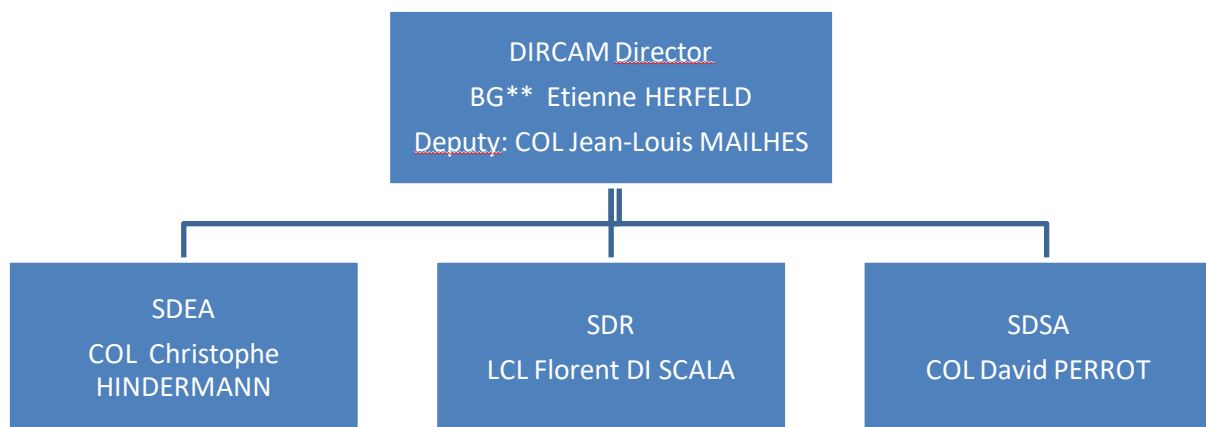 DIRCAM Director
BG** Etienne HERFELD
Deputy: COL Jean-Louis MAILHES
SDEA
COL Christophe
HINDERMANN
SDR
LCL Florent DI SCALA
SDSA
COL David PERROT